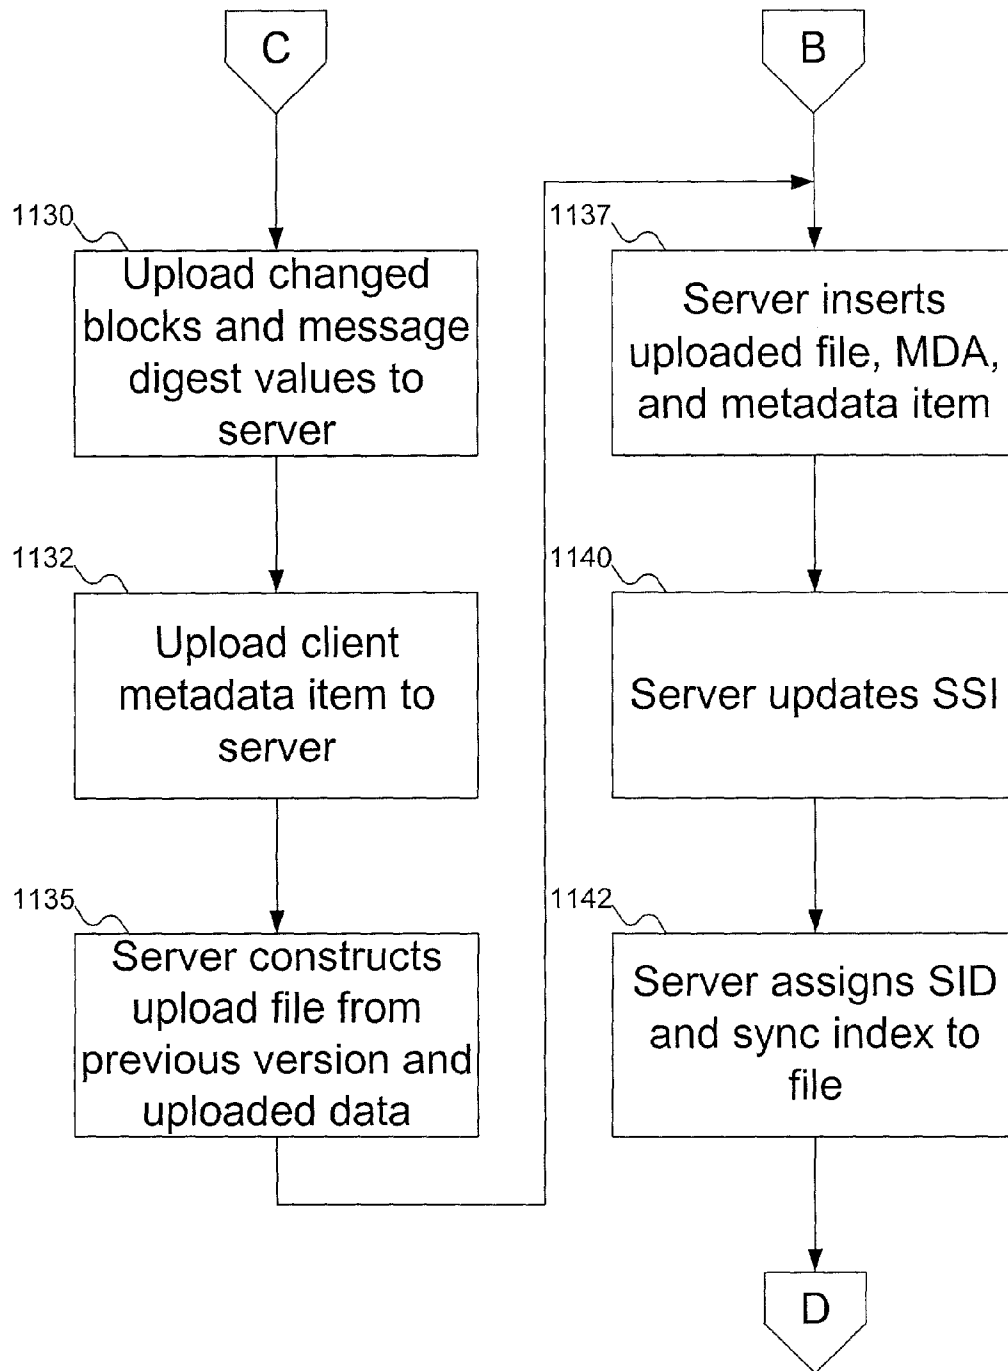 C
1130
Upload changed
blocks and message
digest values to
server
1132
Upload client
metadata item to
server
1135
Server constructs
upload file from
previous version and
uploaded data
B
1137
Server inserts
uploaded file, MDA,
and metadata item
1140
Server updates SSI
1142
Server assigns SID
and sync index to
file
D